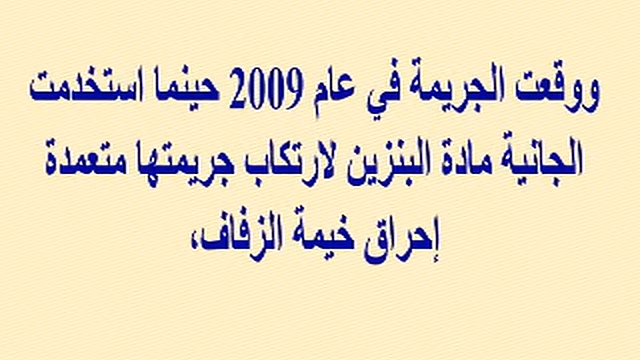 ووقعت الجريمة في عام 2009 حينما استخدمت
الجانية مادة البنزين لارتكاب جريمتها متعمدة
إحراق خيمة الزفاف،